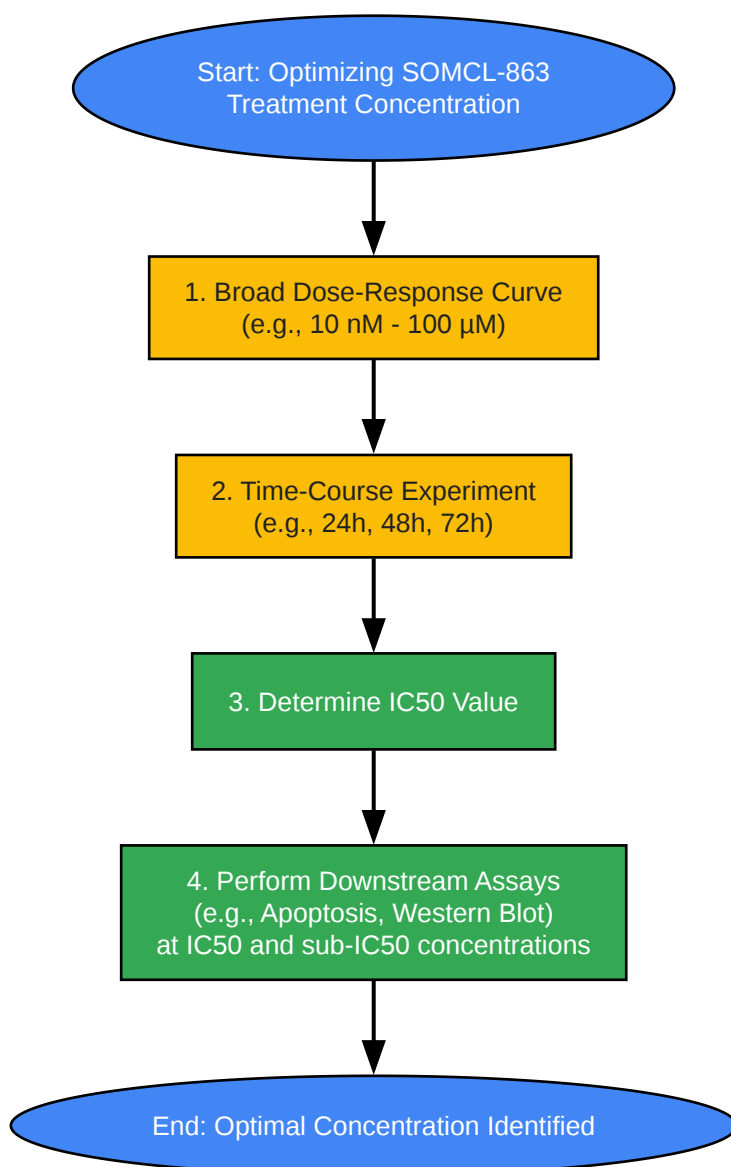 Start: Optimizing SOMCL-863
Treatment Concentration
1. Broad Dose-Response Curve
(e.g., 10 nM - 100 µM)
2. Time-Course Experiment
(e.g., 24h, 48h, 72h)
3. Determine IC50 Value
4. Perform Downstream Assays
(e.g., Apoptosis, Western Blot)
at IC50 and sub-IC50 concentrations
End: Optimal Concentration Identified